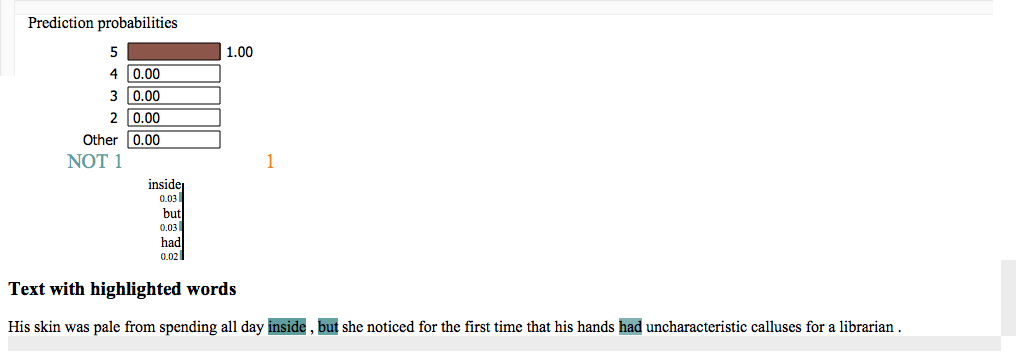 Prediction probabilities
5 1.00
4 0.00
3 0.00
2 0.00
Other 0.00
NOT 1 1
inside
0.03
but
0.03
had
0.02
Text with highlighted words
His skin was pale from spending all day inside , but she noticed for the first time that his hands had uncharacteristic calluses for a librarian .